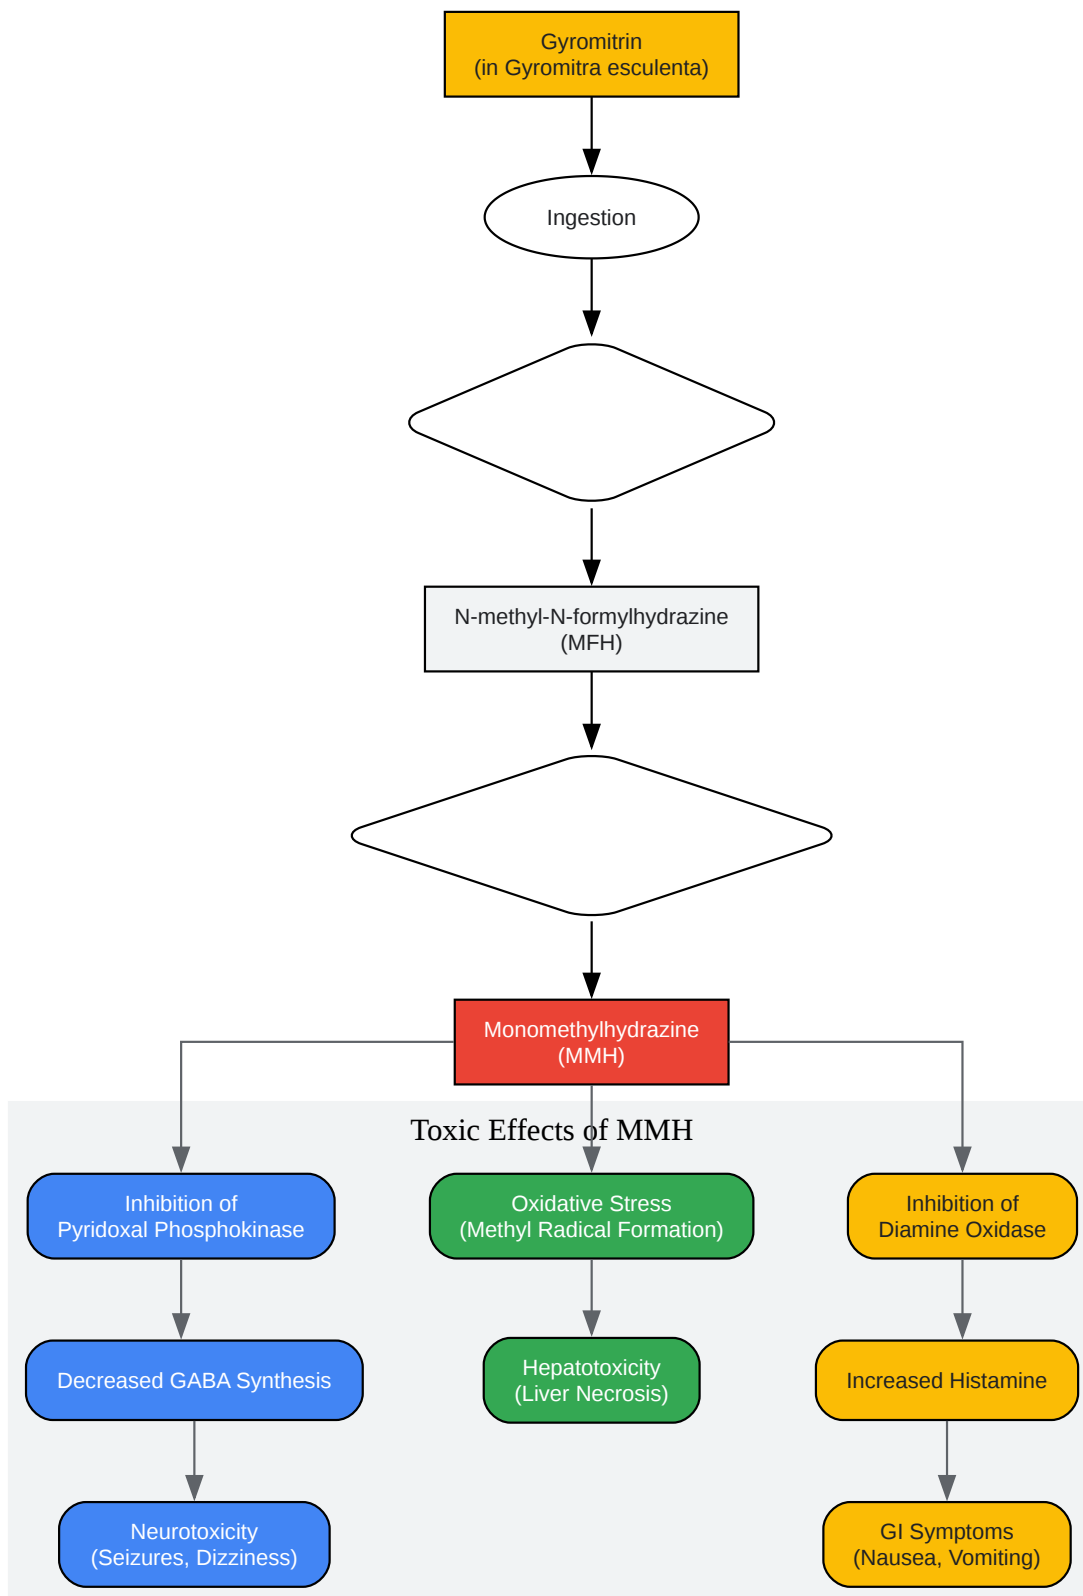 Gyromitrin
(in Gyromitra esculenta)
Ingestion
N-methyl-N-formylhydrazine
(MFH)
Monomethylhydrazine
(MMH)
Toxic Effects of MMH
Inhibition of
Pyridoxal Phosphokinase
Oxidative Stress
(Methyl Radical Formation)
Inhibition of
Diamine Oxidase
Decreased GABA Synthesis
Hepatotoxicity
(Liver Necrosis)
Increased Histamine
Neurotoxicity
(Seizures, Dizziness)
GI Symptoms
(Nausea, Vomiting)